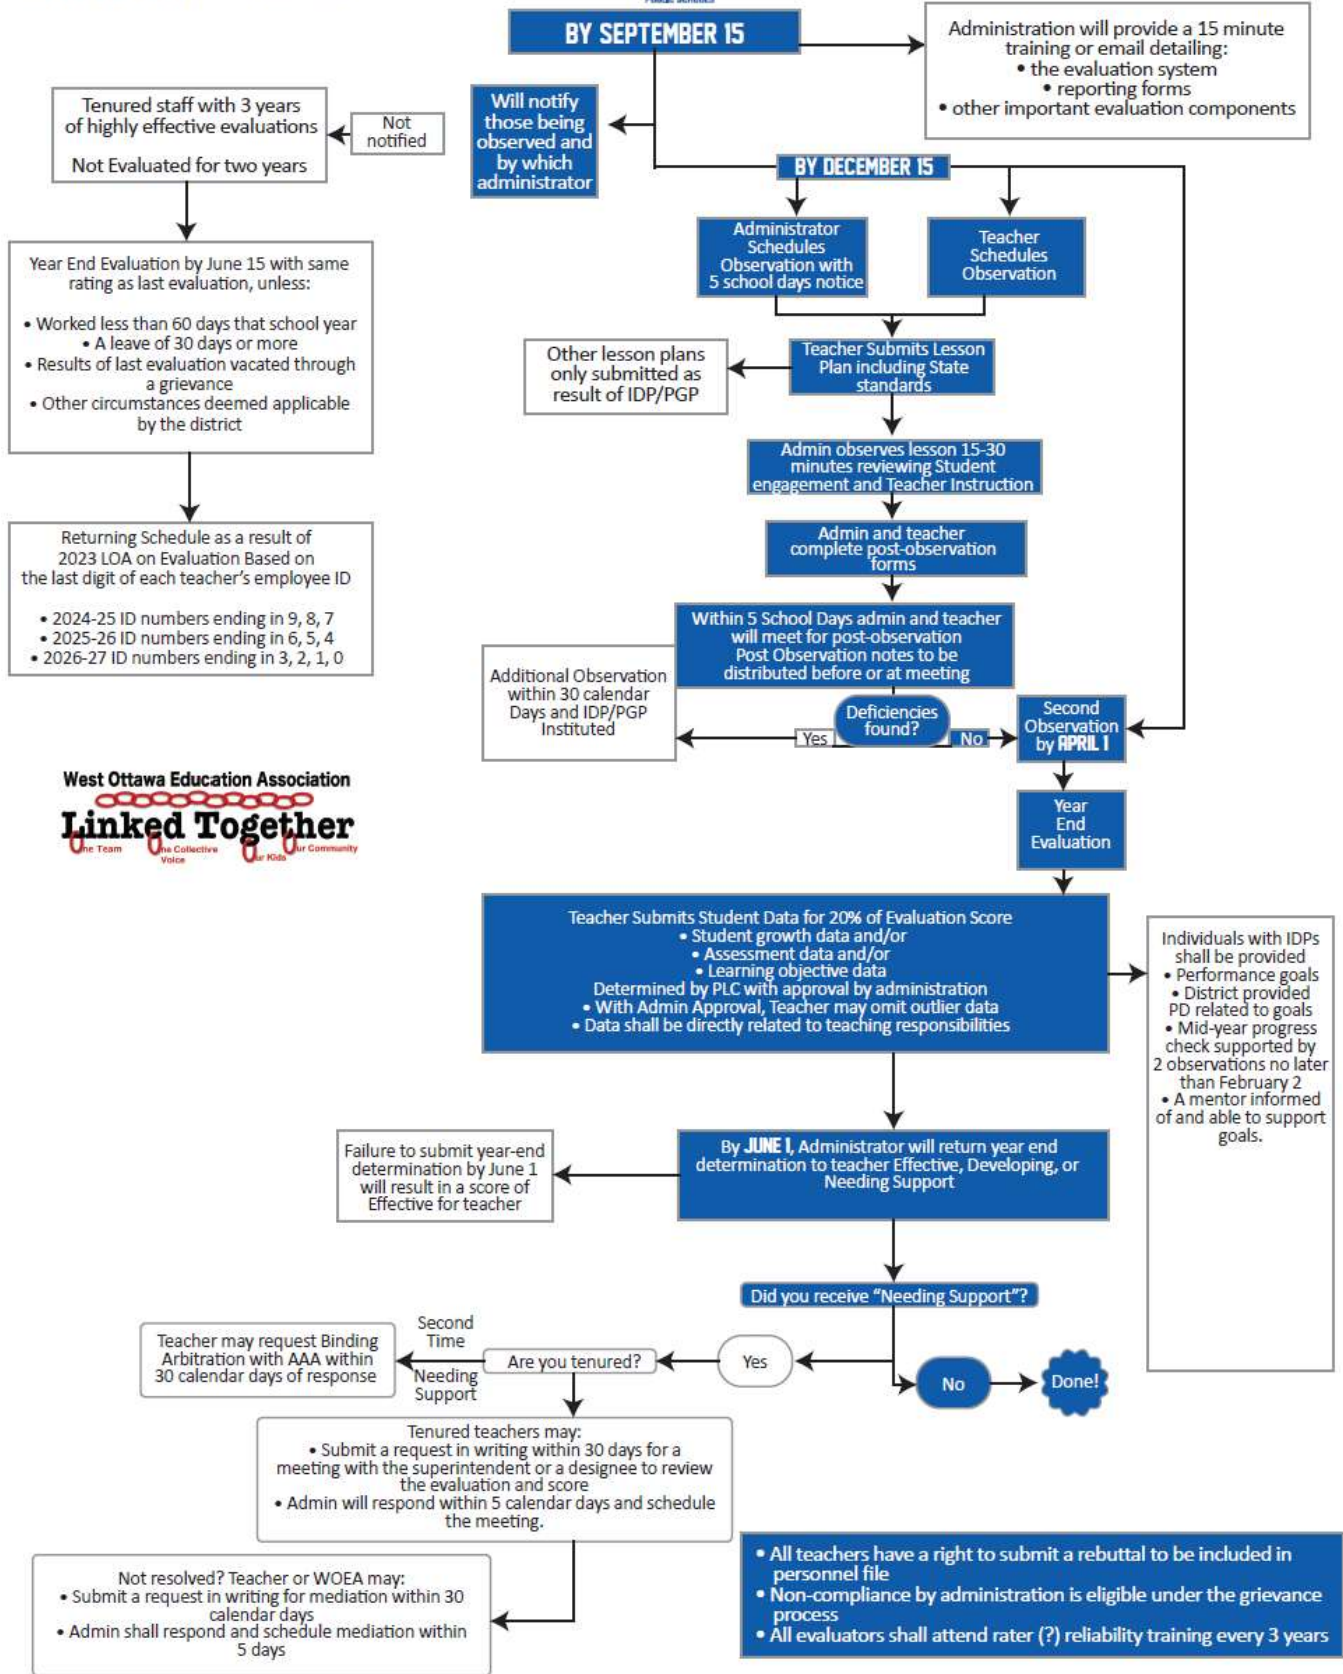 BY SEPTEMBER 15
Administration will provide a 15 minute
training or email detailing:
• the evaluation system
• reporting forms
• other important evaluation components
Tenured staff with 3 years
of highly effective evaluations
Not Evaluated for two years
Not
notified
Will notify
those being
observed and
by which
administrator
BY DECEMBER 15
Administrator
Schedules
Observation with
5 school days notice
Teacher
Schedules
Observation
Year End Evaluation by June 15 with same
rating as last evaluation, unless:
• Worked less than 60 days that school year
• A leave of 30 days or more
• Results of last evaluation vacated through
a grievance
• Other circumstances deemed applicable
by the district
Other lesson plans
only submitted as
result of IDP/PGP
Teacher Submits Lesson
Plan including State
standards
Admin observes lesson 15-30
minutes reviewing Student
engagement and Teacher Instruction
Admin and teacher
complete post-observation
forms
Returning Schedule as a result of
2023 LOA on Evaluation Based on
the last digit of each teacher's employee ID
• 2024-25 ID numbers ending in 9, 8, 7
• 2025-26 ID numbers ending in 6, 5, 4
• 2026-27 ID numbers ending in 3, 2, 1, 0
Within 5 School Days admin and teacher
will meet for post-observation
Post Observation notes to be
distributed before or at meeting
Additional Observation
within 30 calendar
Days and IDP/PGP
Instituted
Deficiencies
found?
Yes
No
Second
Observation
by APRIL 1
Year
End
Evaluation
West Ottawa Education Association
Linked Together
One Team
One Collective
Voice
Our Kids
Our Community
Teacher Submits Student Data for 20% of Evaluation Score
• Student growth data and/or
• Assessment data and/or
• Learning objective data
Determined by PLC with approval by administration
• With Admin Approval, Teacher may omit outlier data
• Data shall be directly related to teaching responsibilities
Individuals with IDPs
shall be provided
• Performance goals
• District provided
PD related to goals
• Mid-year progress
check supported by
2 observations no later
than February 2
• A mentor informed
of and able to support
goals.
Failure to submit year-end
determination by June 1
will result in a score of
Effective for teacher
By JUNE 1, Administrator will return year end
determination to teacher Effective, Developing, or
Needing Support
Did you receive "Needing Support"?
Yes
No
Done!
Are you tenured?
Second
Time
Needing
Support
Teacher may request Binding
Arbitration with AAA within
30 calendar days of response
Tenured teachers may:
• Submit a request in writing within 30 days for a
meeting with the superintendent or a designee to review
the evaluation and score
• Admin will respond within 5 calendar days and schedule
the meeting.
Not resolved? Teacher or WOEA may:
• Submit a request in writing for mediation within 30
calendar days
• Admin shall respond and schedule mediation within
5 days
• All teachers have a right to submit a rebuttal to be included in
personnel file
• Non-compliance by administration is eligible under the grievance
process
• All evaluators shall attend rater (?) reliability training every 3 years